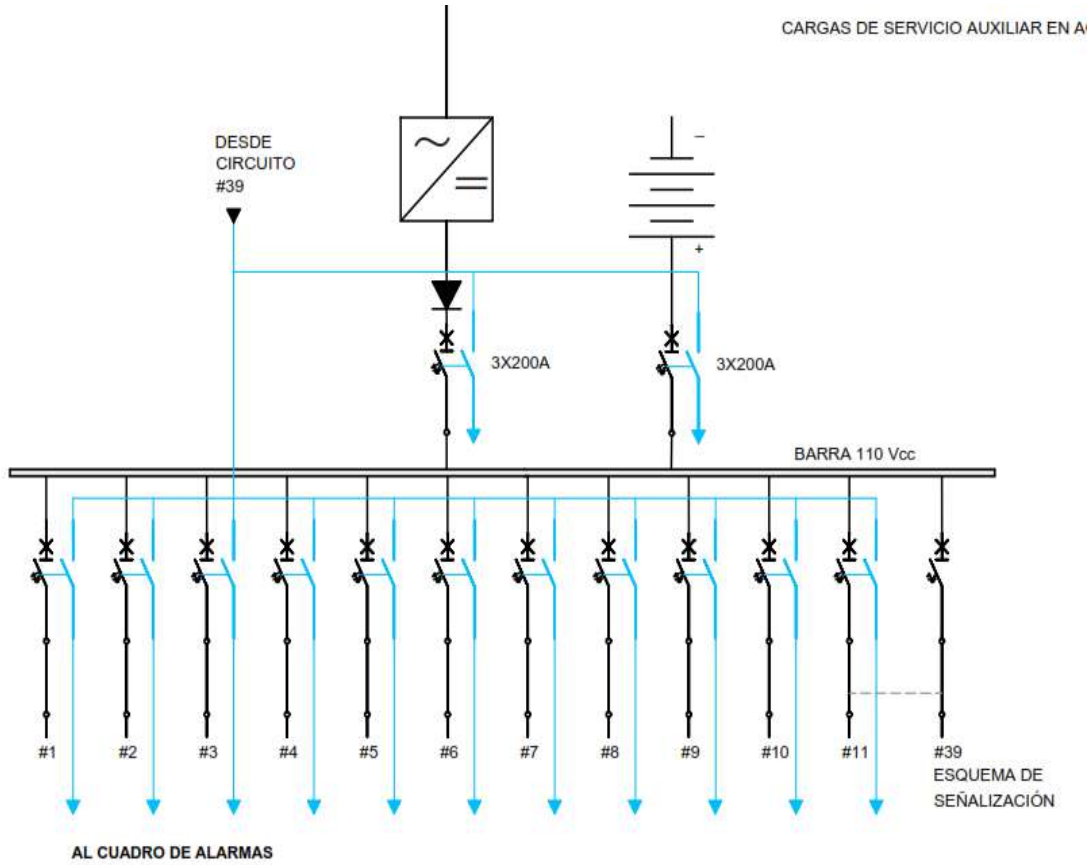 CARGAS DE SERVICIO AUXILIAR EN
DESDE
CIRCUITO
#39
3X200A
3X200A
BARRA 110 Vcc
#1
#2
#3
#4
#5
#6
#7
#8
#9
#10
#11
#39
ESQUEMA DE
SEÑALIZACIÓN
AL CUADRO DE ALARMAS